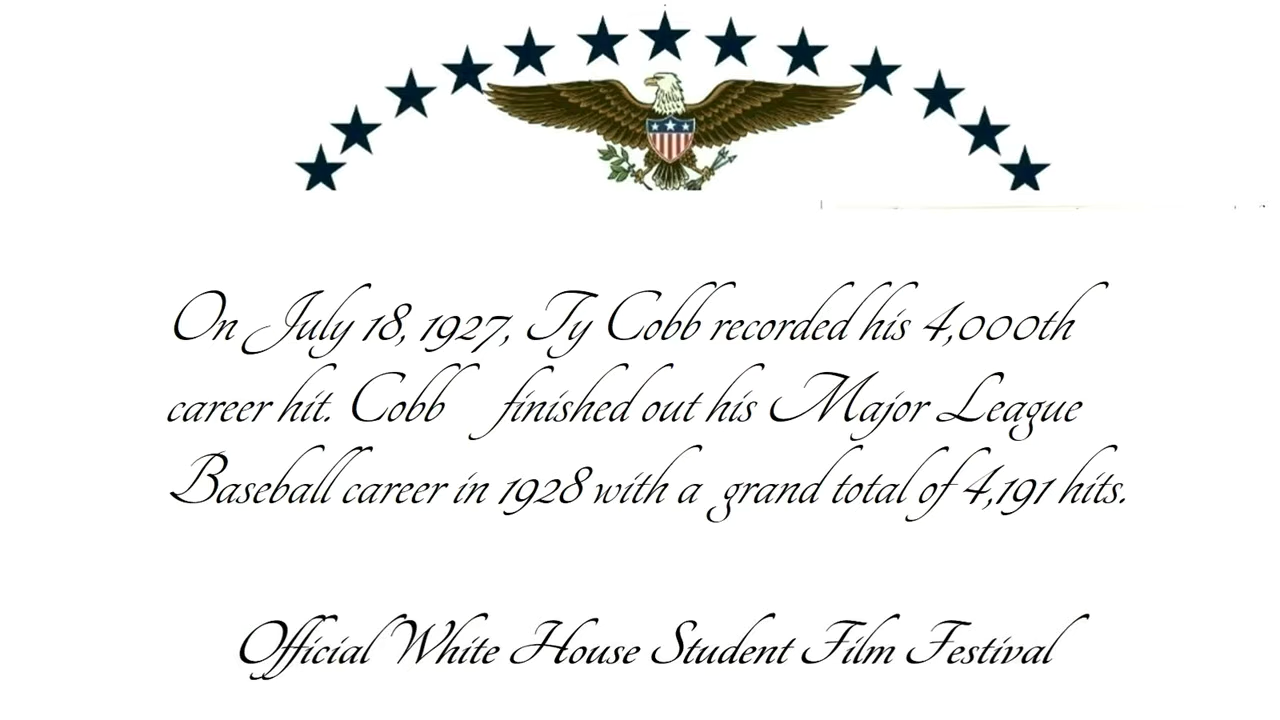 On July 18, 1927, Ty Cobb recorded his 4,000th
career hit. Cobb finished out his Major League
Baseball career in 1928 with a grand total of 4,191 hits.
Official White House Student Film Festival